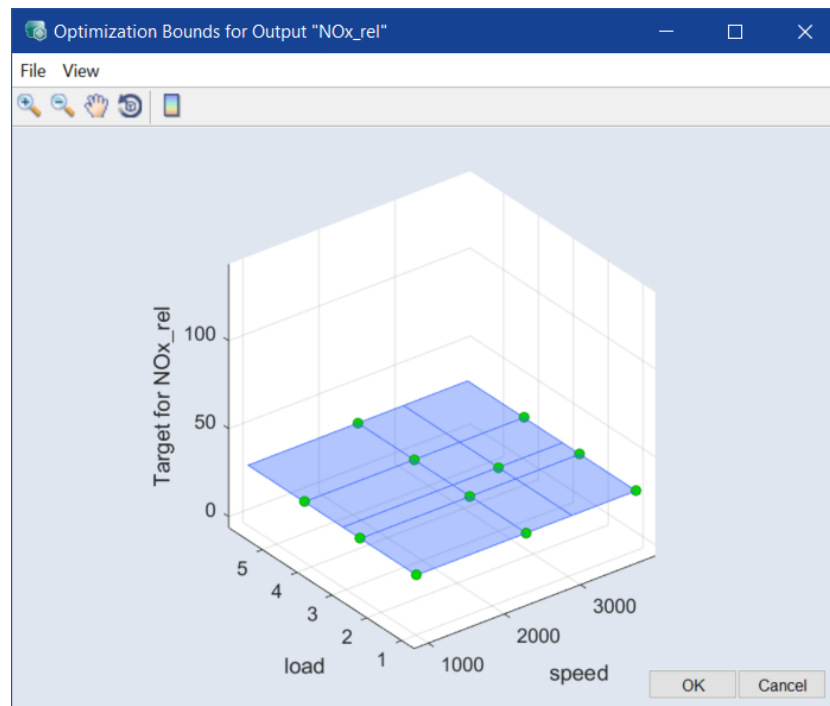 Optimization Bounds for Output "NOx_rel"
File View
Target for NOx_rel
100
50
0
5
4
3
2
1
load
1000
2000
3000
speed
OK Cancel